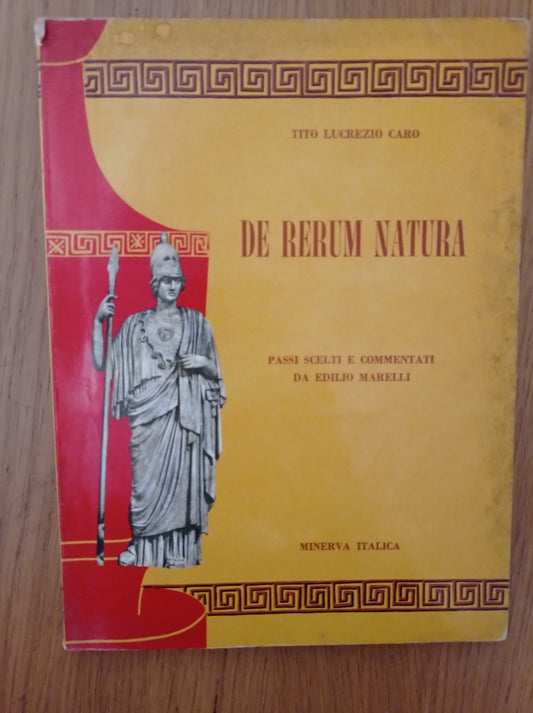 TITO LUCREZIO CARO
DE RERUM NATURA
PASSI SCELTI E COMMENTATI
DA EDILIO MARELLI
MINERVA ITALICA